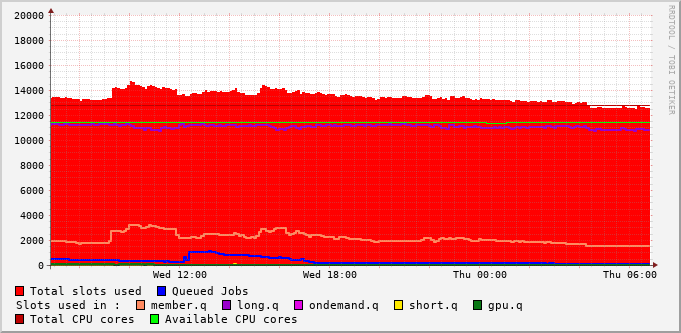 RRDTOOL / TOBI OETIKER
20000
18000
16000
14000
12000
10000
8000
6000
4000
2000
0
Wed 12:00 Wed 18:00 Thu 00:00 Thu 06:00
Total slots used Queued Jobs
Slots used in : member.q long.q ondemand.q short.q gpu.q
Total CPU cores Available CPU cores